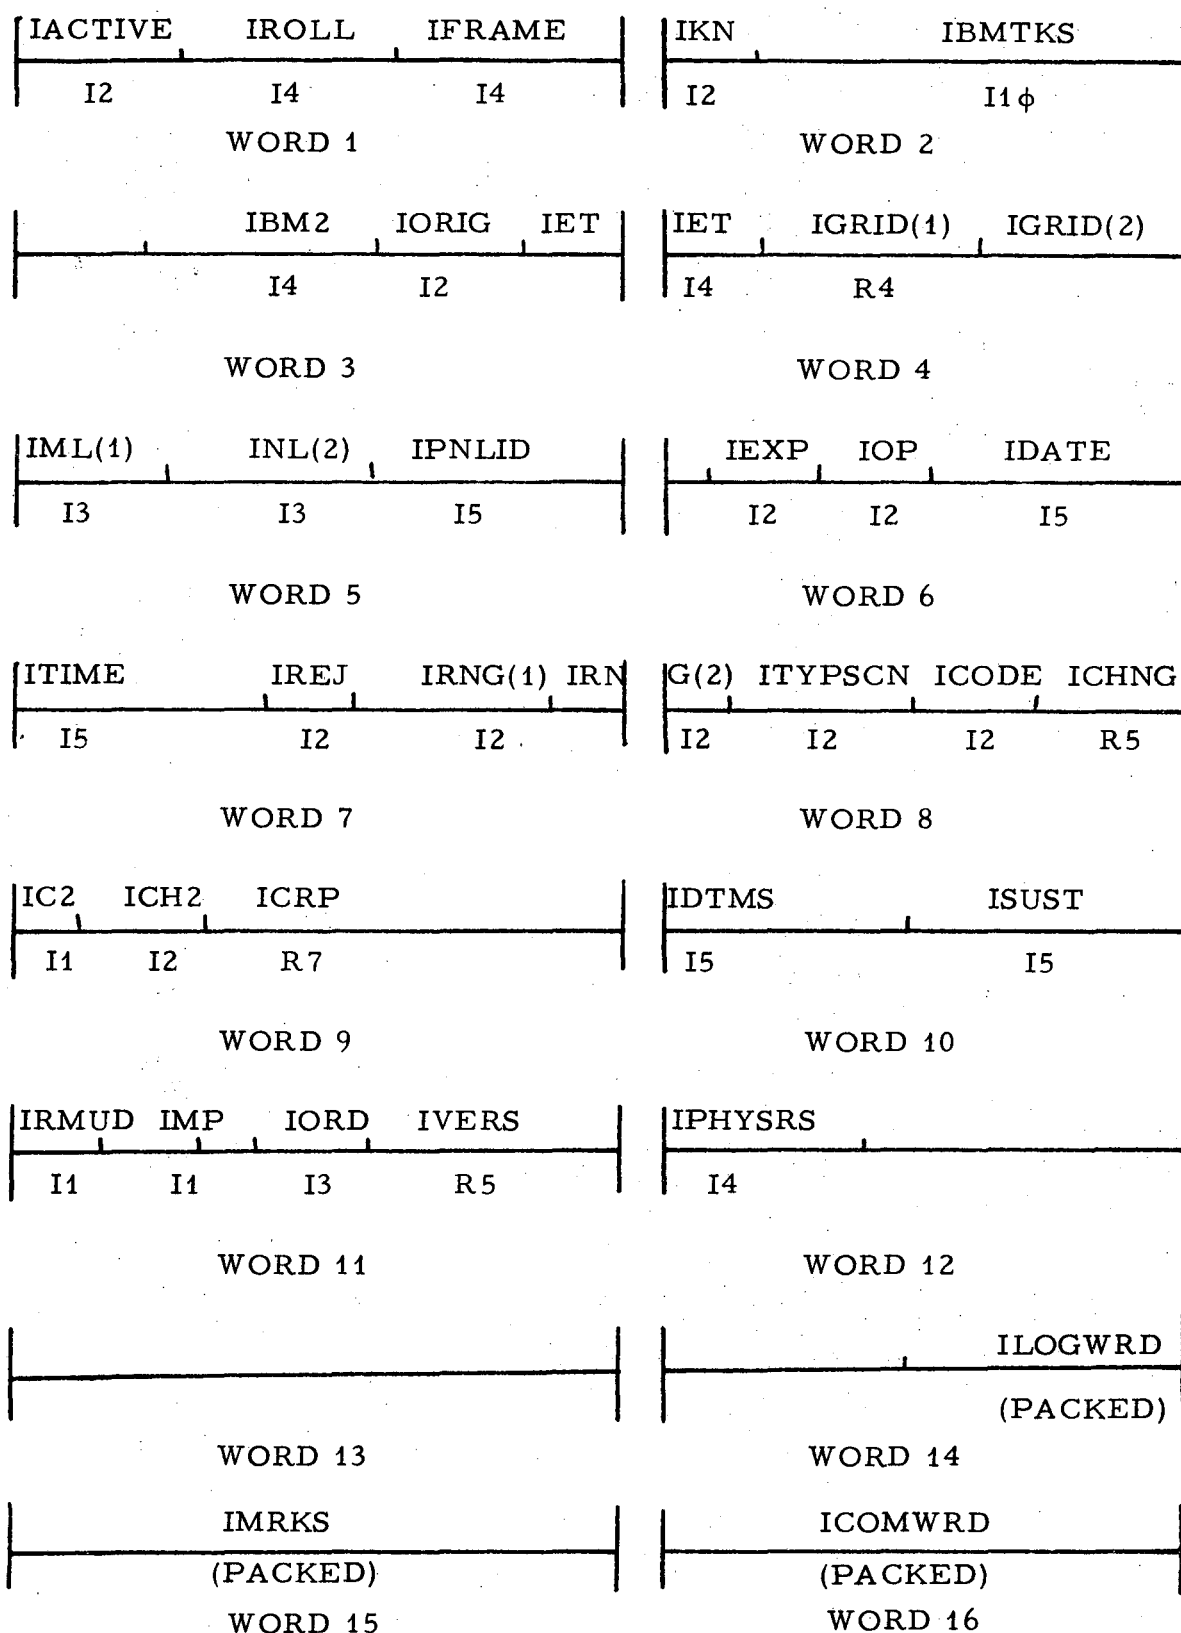 IACTIVE IROLL IFRAME IKN IBMTKS
I2 I4 I4 I2 I1ϕ
WORD 1 WORD 2
IBM2 IORIG IET IET IGRID(1) IGRID(2)
I4 I2 I4 R4
WORD 3 WORD 4
IML(1) INL(2) IPNLID IEXP IOP IDATE
I3 I3 I5 I2 I2 I5
WORD 5 WORD 6
ITIME IREJ IRNG(1) IRN G(2) ITYPSCN ICODE ICHNG
I5 I2 I2 I2 I2 I2 R5
WORD 7 WORD 8
IC2 ICH2 ICRP IDTMS ISUST
I1 I2 R7 I5 I5
WORD 9 WORD 10
IRMUD IMP IORD IVERS IPHYSRS
I1 I1 I3 R5 I4
WORD 11 WORD 12
ILOGWRD
(PACKED)
WORD 13 WORD 14
IMRKS ICOMWRD
(PACKED) (PACKED)
WORD 15 WORD 16